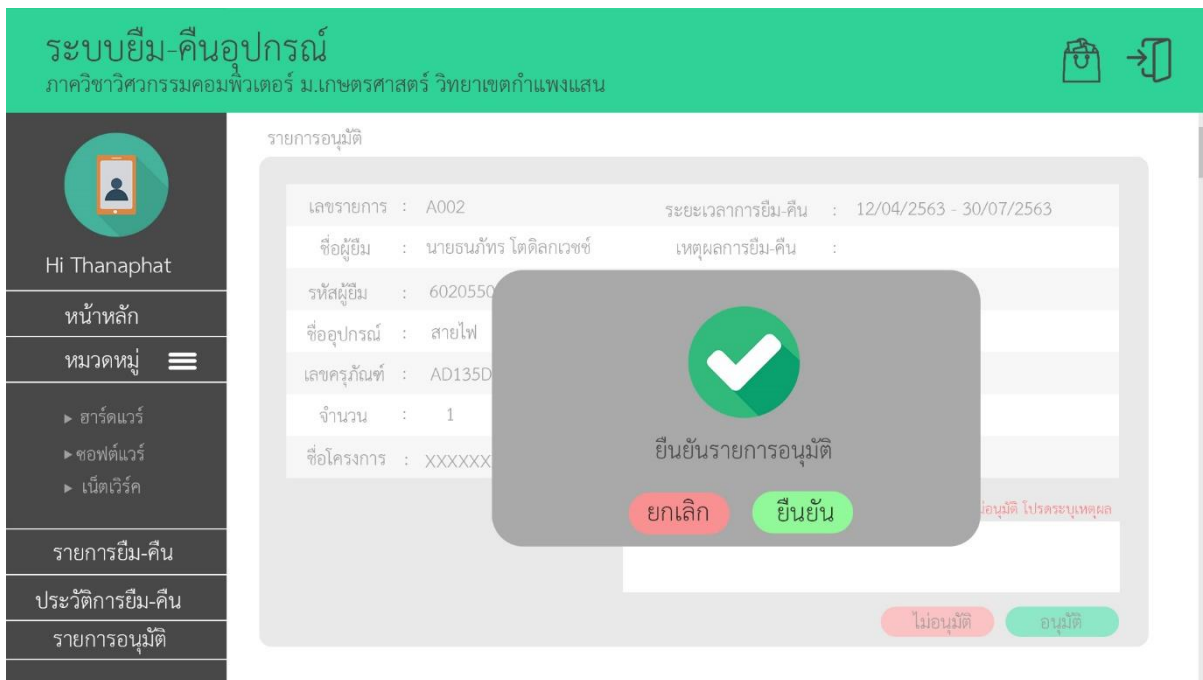 ระบบยืม-คืนอุปกรณ์
ภาควิชาวิศวกรรมคอมพิวเตอร์ ม.เกษตรศาสตร์ วิทยาเขตกำแพงแสน
Hi Thanaphat
หน้าหลัก
หมวดหมู่
ฮาร์ดแวร์
ซอฟต์แวร์
เน็ตเวิร์ค
รายการยืม-คืน
ประวัติการยืม-คืน
รายการอนุมัติ
รายการอนุมัติ
เลขรายการ : A002 ระยะเวลาการยืม-คืน : 12/04/2563 - 30/07/2563
ชื่อผู้ยืม : นายธนภัทร โตดิลกเวชช์ เหตุผลการยืม-คืน :
รหัสผู้ยืม : 6020550
ชื่ออุปกรณ์ : สายไฟ
เลขครุภัณฑ์ : AD135D
จำนวน : 1
ชื่อโครงการ : XXXXXX
ยืนยันรายการอนุมัติ
ยกเลิก ยืนยัน
โปรดระบุเหตุผล
ไม่อนุมัติ อนุมัติ